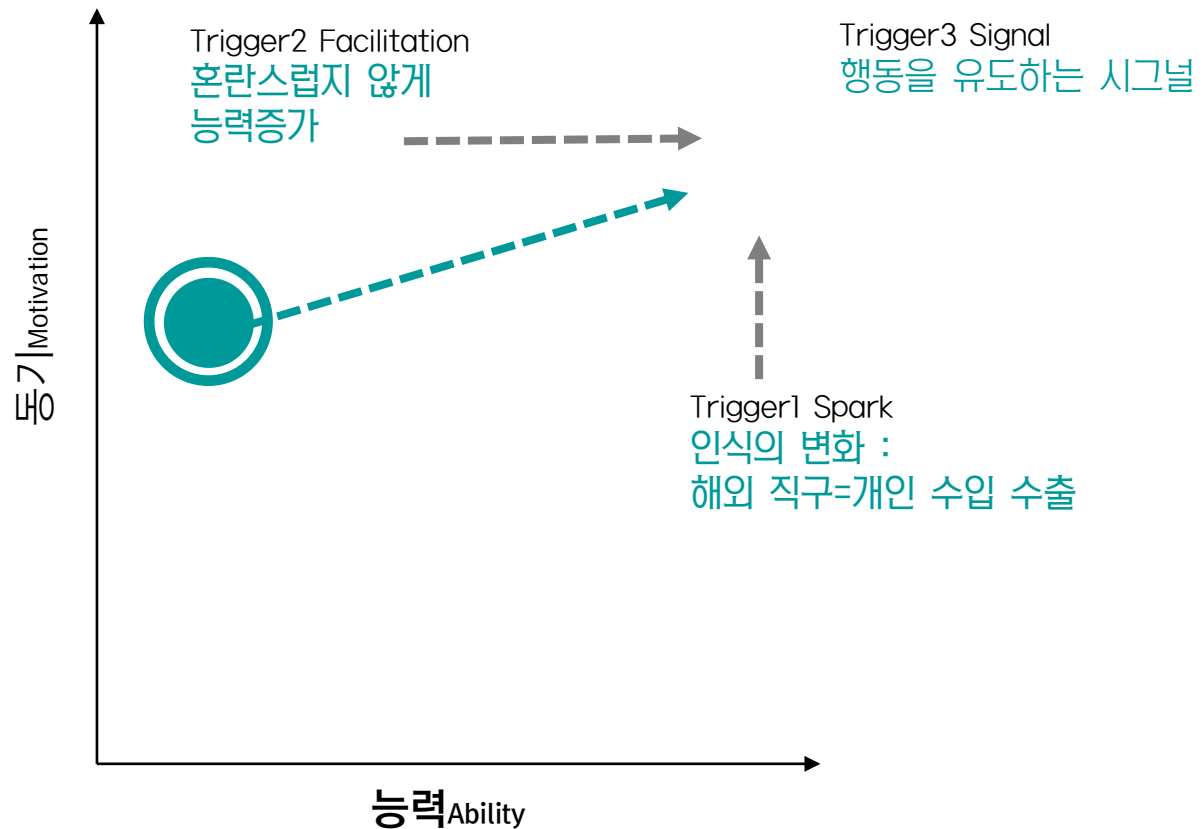 Trigger2 Facilitation
혼란스럽지 않게
능력증가
Trigger3 Signal
행동을 유도하는 시그널
동기Motivation
Trigger1 Spark
인식의 변화 :
해외 직구=개인 수입 수출
능력Ability